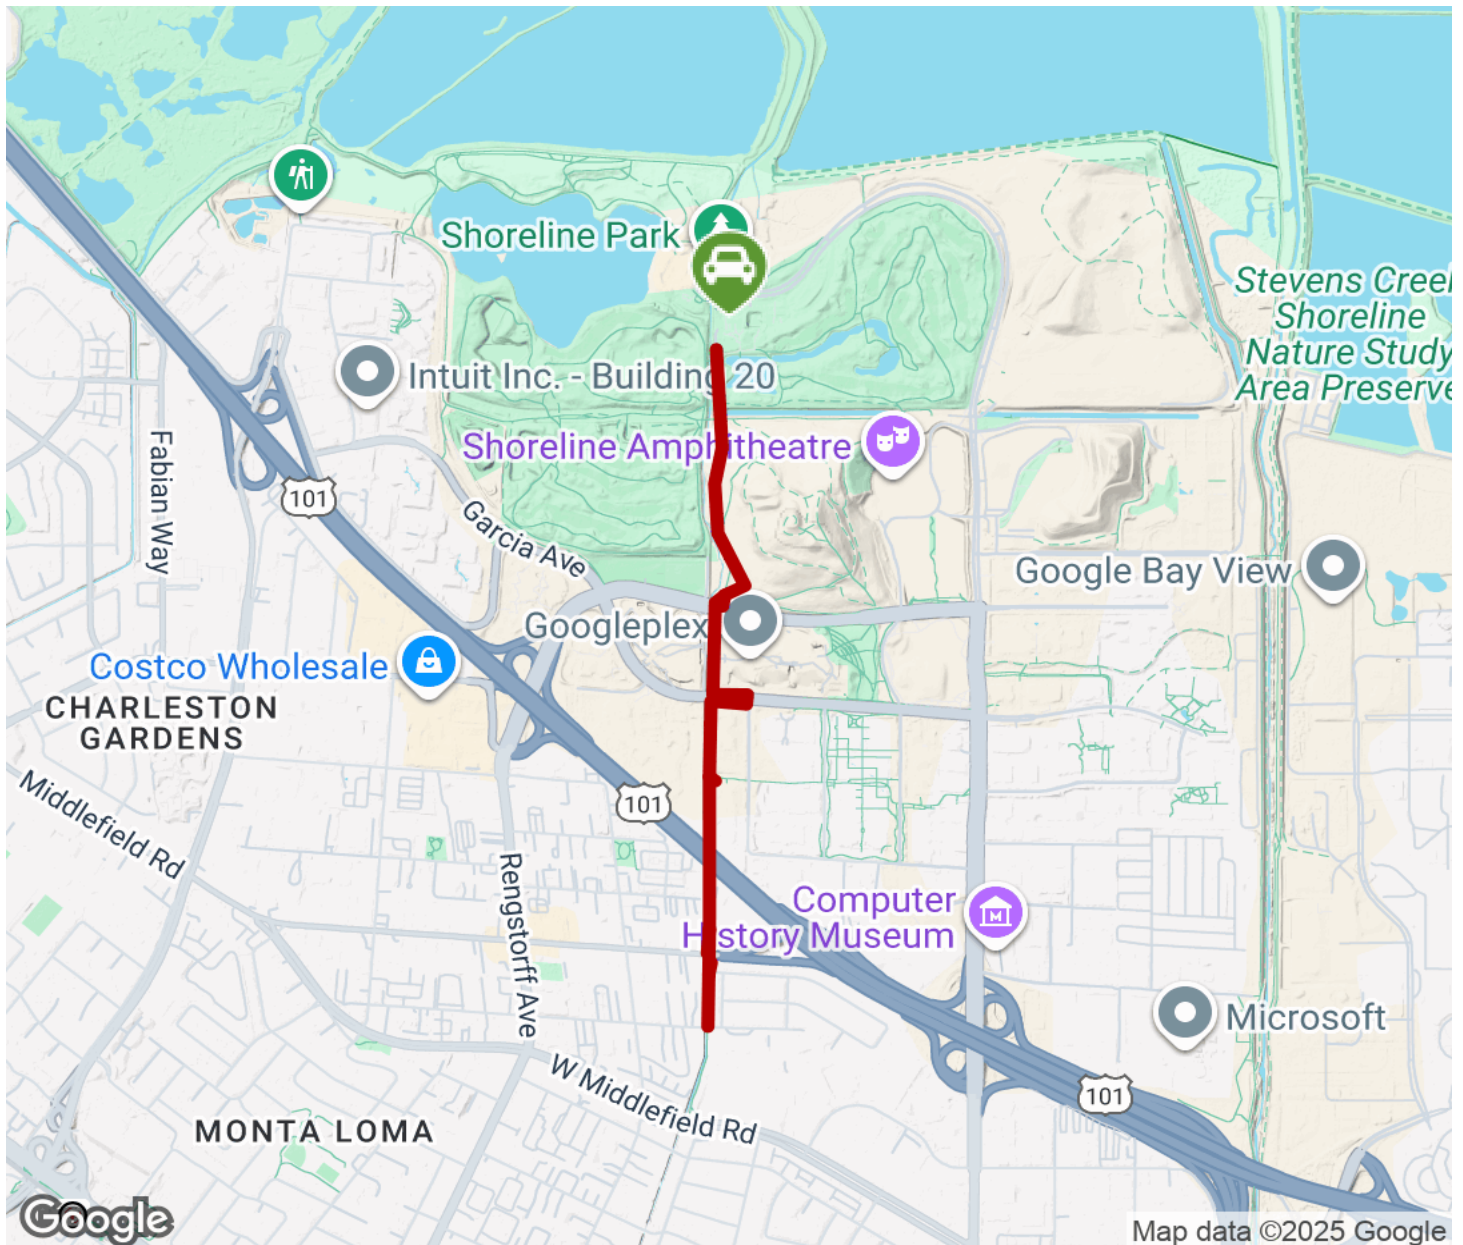 Shoreline Park
Stevens Creek
Shoreline
Nature Study
Area Preserve
Intuit Inc. - Building 20
Shoreline Amphitheatre
Fabian Way
101
Garcia Ave
Google Bay View
Googleplex
Costco Wholesale
CHARLESTON
GARDENS
101
Middlefield Rd
Rengstorff Ave
Computer
History Museum
Microsoft
W Middlefield Rd
101
MONTA LOMA
Google
Map data ©2025 Google